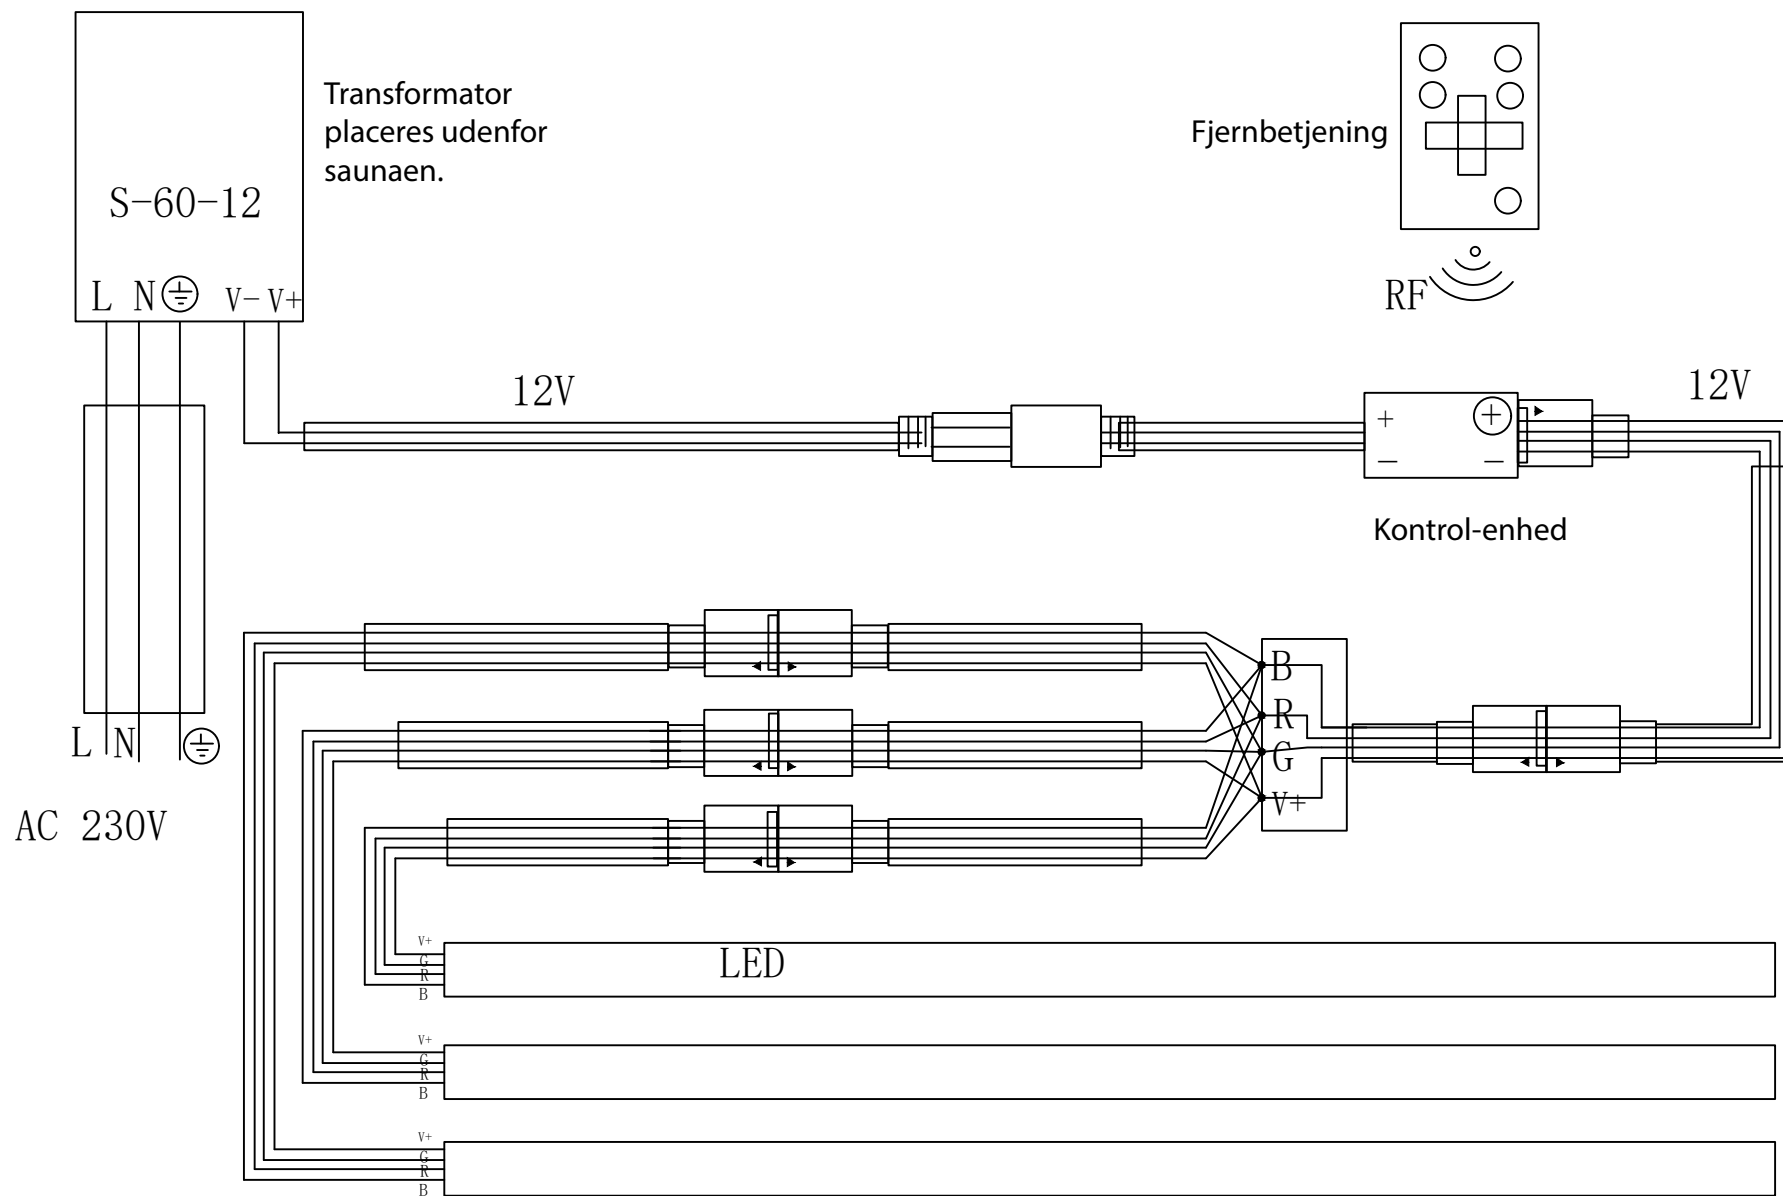 Transformator
placeres udenfor
saunaen.
S-60-12
L N V- V+
Fjernbetjening
RF
12V
+
+
-
-
12V
Kontrol-enhed
L N
AC 230V
B
R
G
V+
LED
V+
G
R
B
V+
G
R
B
V+
G
R
B